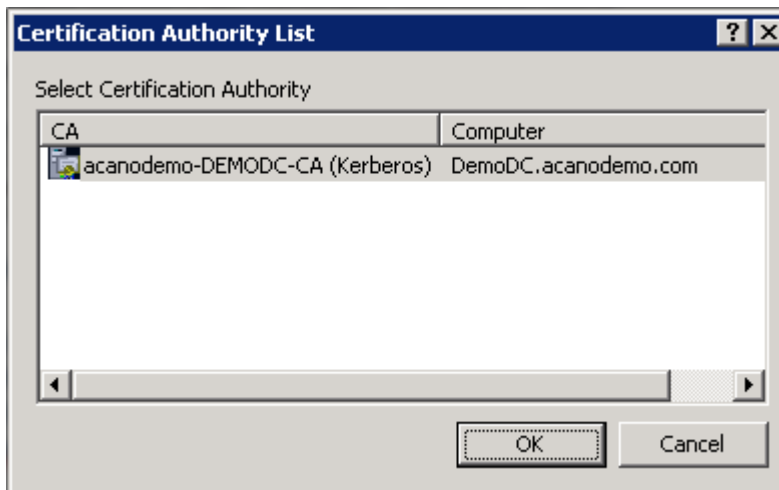 Certification Authority List
Select Certification Authority
CA Computer
acanodemo-DEMODC-CA (Kerberos) DemoDC.acanodemo.com
OK Cancel